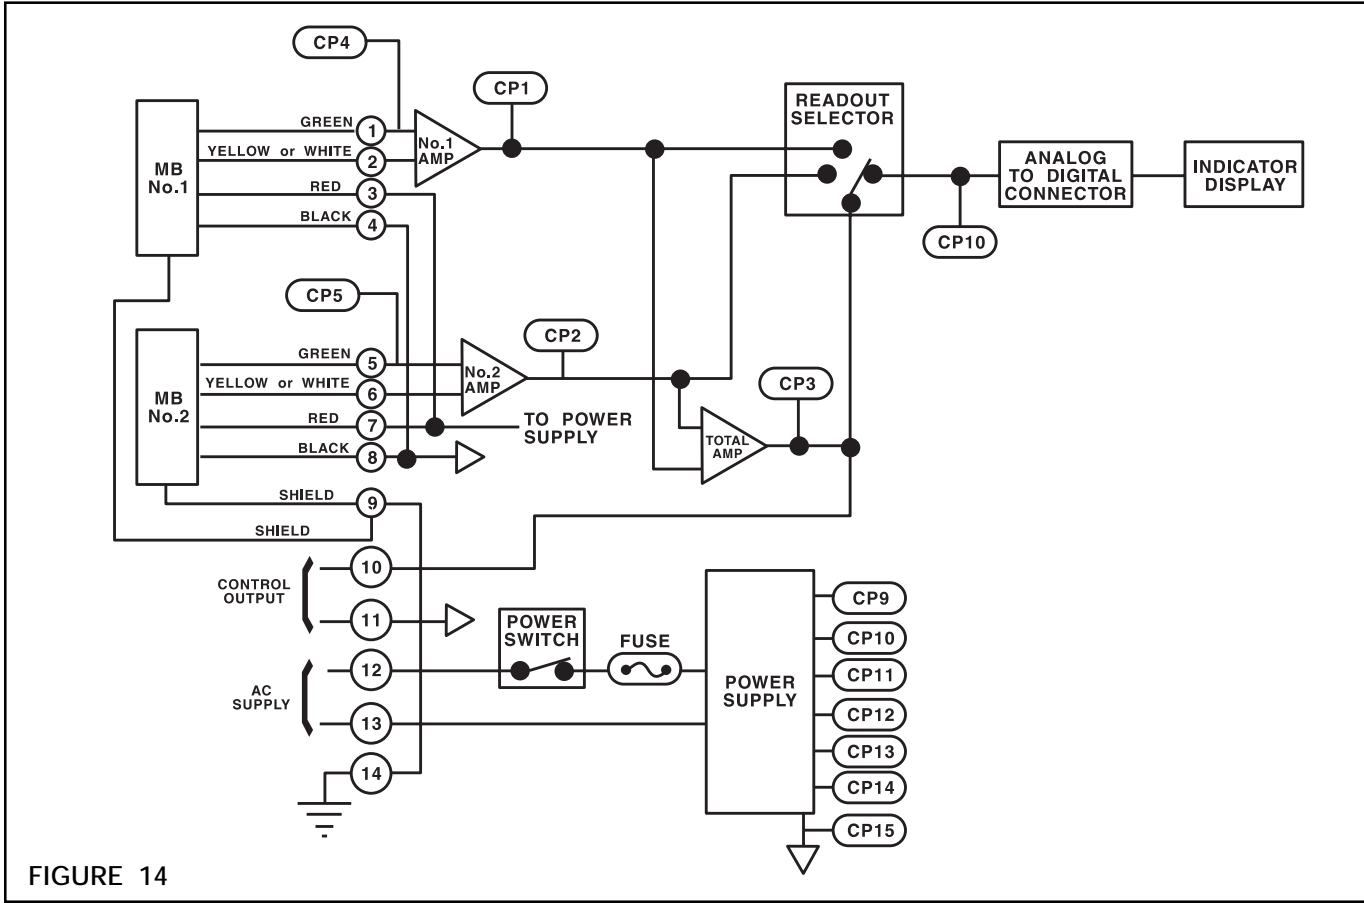 CP4
CP1
READOUT
SELECTOR
GREEN
1
No.1
AMP
YELLOW or WHITE
2
MB
No.1
RED
3
BLACK
4
ANALOG
TO DIGITAL
CONNECTOR
INDICATOR
DISPLAY
CP10
CP5
CP2
GREEN
5
No.2
AMP
YELLOW or WHITE
6
MB
No.2
RED
7
TO POWER
SUPPLY
BLACK
8
CP3
TOTAL
AMP
SHIELD
9
SHIELD
CONTROL
OUTPUT
10
11
POWER
SWITCH
FUSE
AC
SUPPLY
12
13
14
POWER
SUPPLY
CP9
CP10
CP11
CP12
CP13
CP14
CP15
FIGURE 14